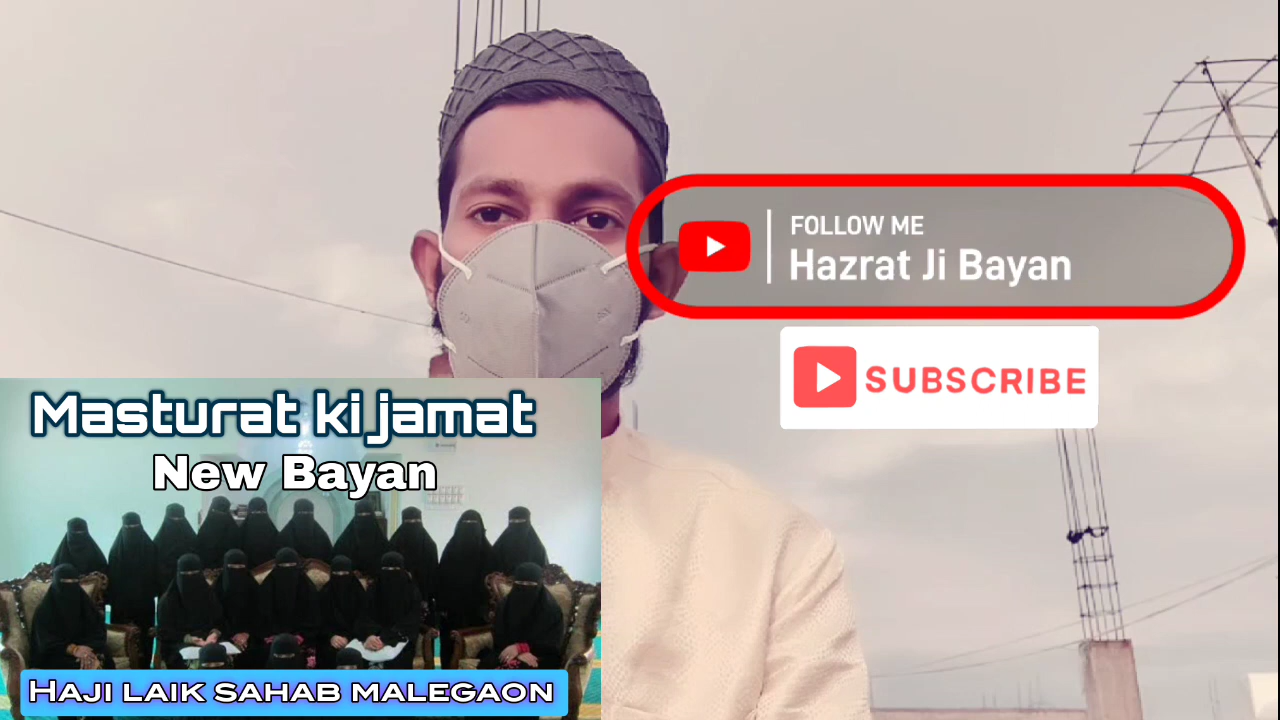 FOLLOW ME
Hazrat Ji Bayan
SUBSCRIBE
Masturat ki jamat
New Bayan
HAJI LAIK SAHAB MALEGAON